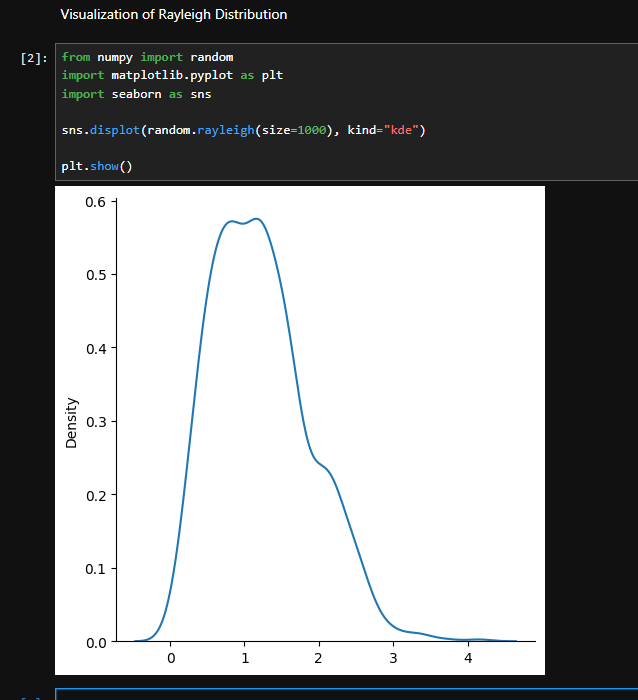 Visualization of Rayleigh Distribution
[2]:
from numpy import random
import matplotlib.pyplot as plt
import seaborn as sns
sns.displot(random.rayleigh(size=1000), kind="kde")
plt.show()
0.6
0.5
0.4
0.3
0.2
0.1
0.0
Density
0 1 2 3 4